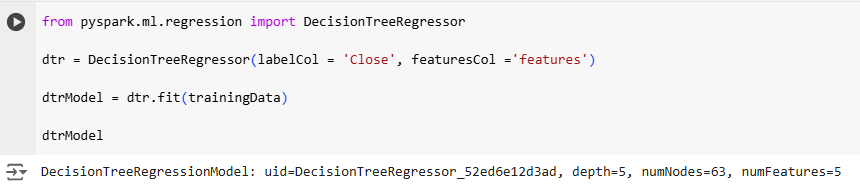 from pyspark.ml.regression import DecisionTreeRegressor
dtr = DecisionTreeRegressor(labelCol = 'Close', featuresCol ='features')
dtrModel = dtr.fit(trainingData)
dtrModel
DecisionTreeRegressionModel: uid=DecisionTreeRegressor_52ed6e12d3ad, depth=5, numNodes=63, numFeatures=5